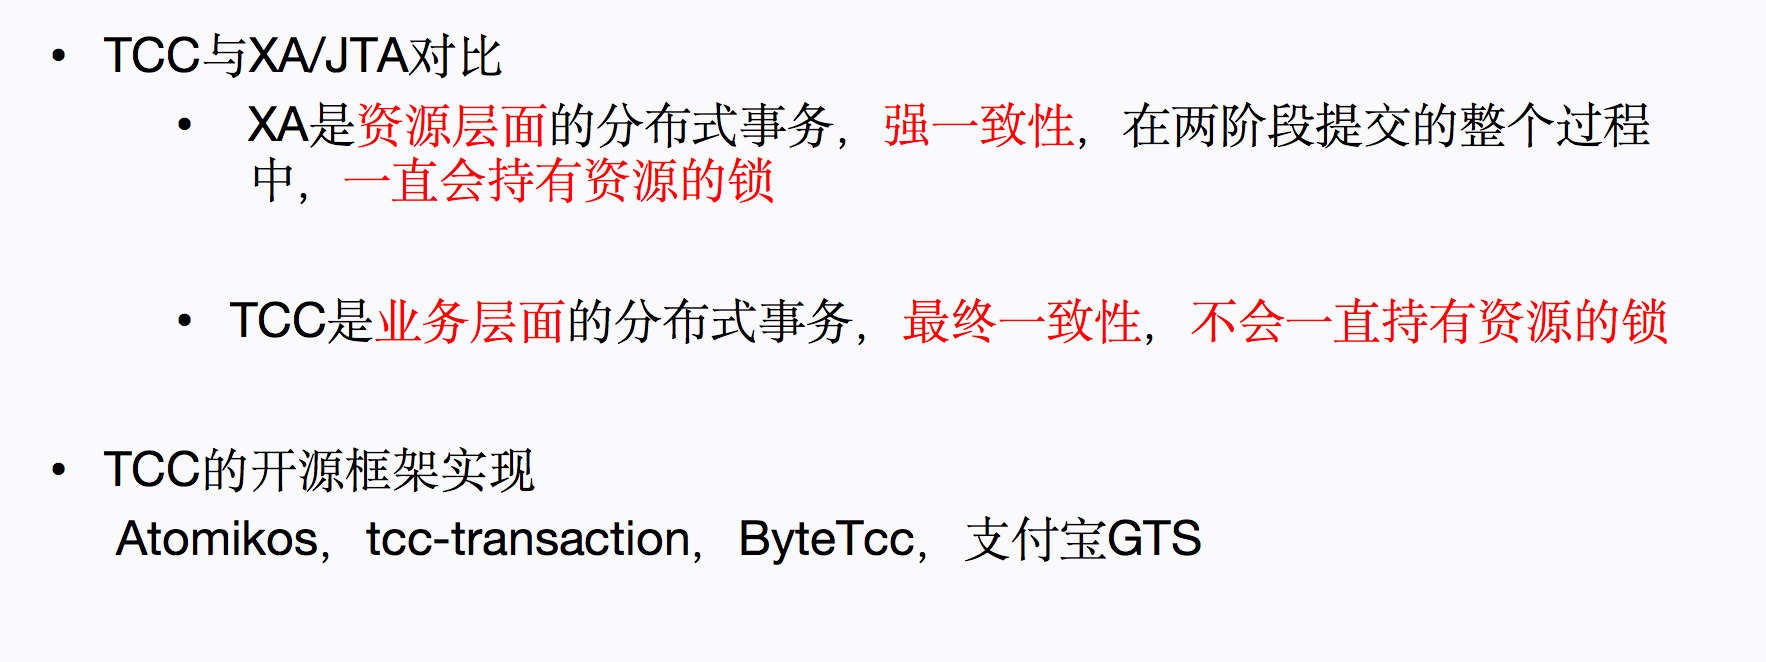 • TCC与XA/JTA对比
• XA是资源层面的分布式事务，强一致性，在两阶段提交的整个过程
中，一直会持有资源的锁
• TCC是业务层面的分布式事务，最终一致性，不会一直持有资源的锁
• TCC的开源框架实现
Atomikos，tcc-transaction，ByteTcc，支付宝GTS